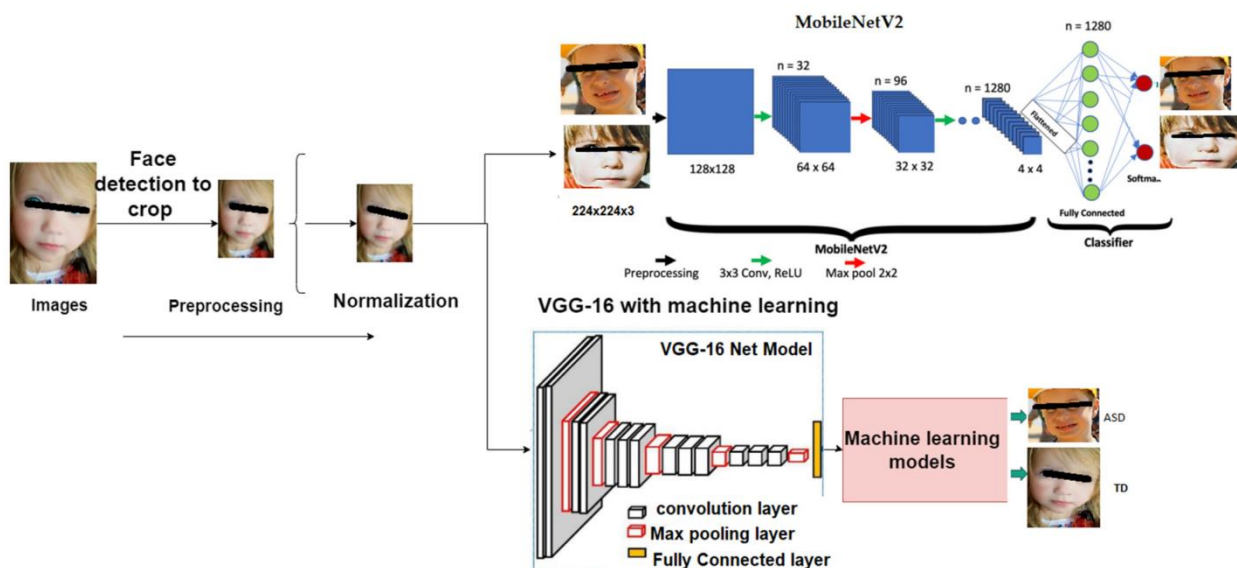 MobileNetV2
n = 1280
n = 32
n = 96
n = 1280
Flattened
128x128
64 x 64
32 x 32
4 x 4
Softma..
224x224x3
Fully Connected
MobileNetV2
Classifier
Preprocessing
3x3 Conv, ReLU
Max pool 2x2
Face
detection to
crop
Images
Preprocessing
Normalization
VGG-16 with machine learning
VGG-16 Net Model
convolution layer
Max pooling layer
Fully Connected layer
Machine learning
models
ASD
TD